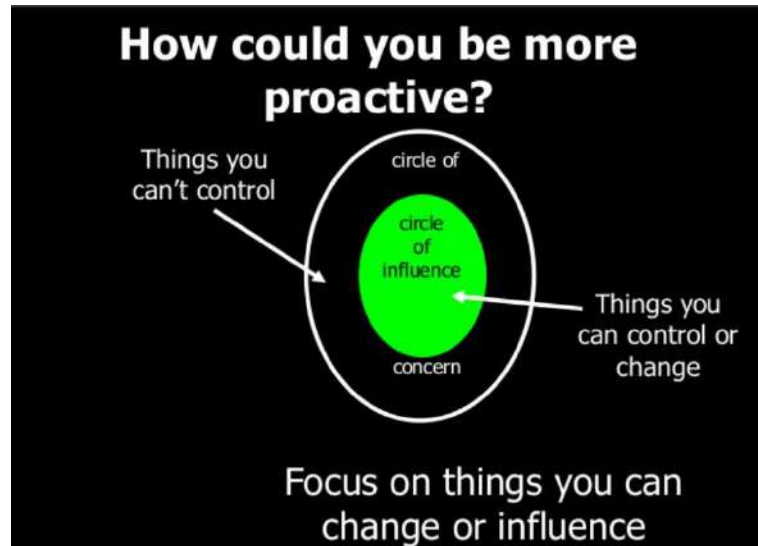 How could you be more
proactive?
Things you
can't control
circle of
circle
of
influence
concern
Things you
can control or
change
Focus on things you can
change or influence